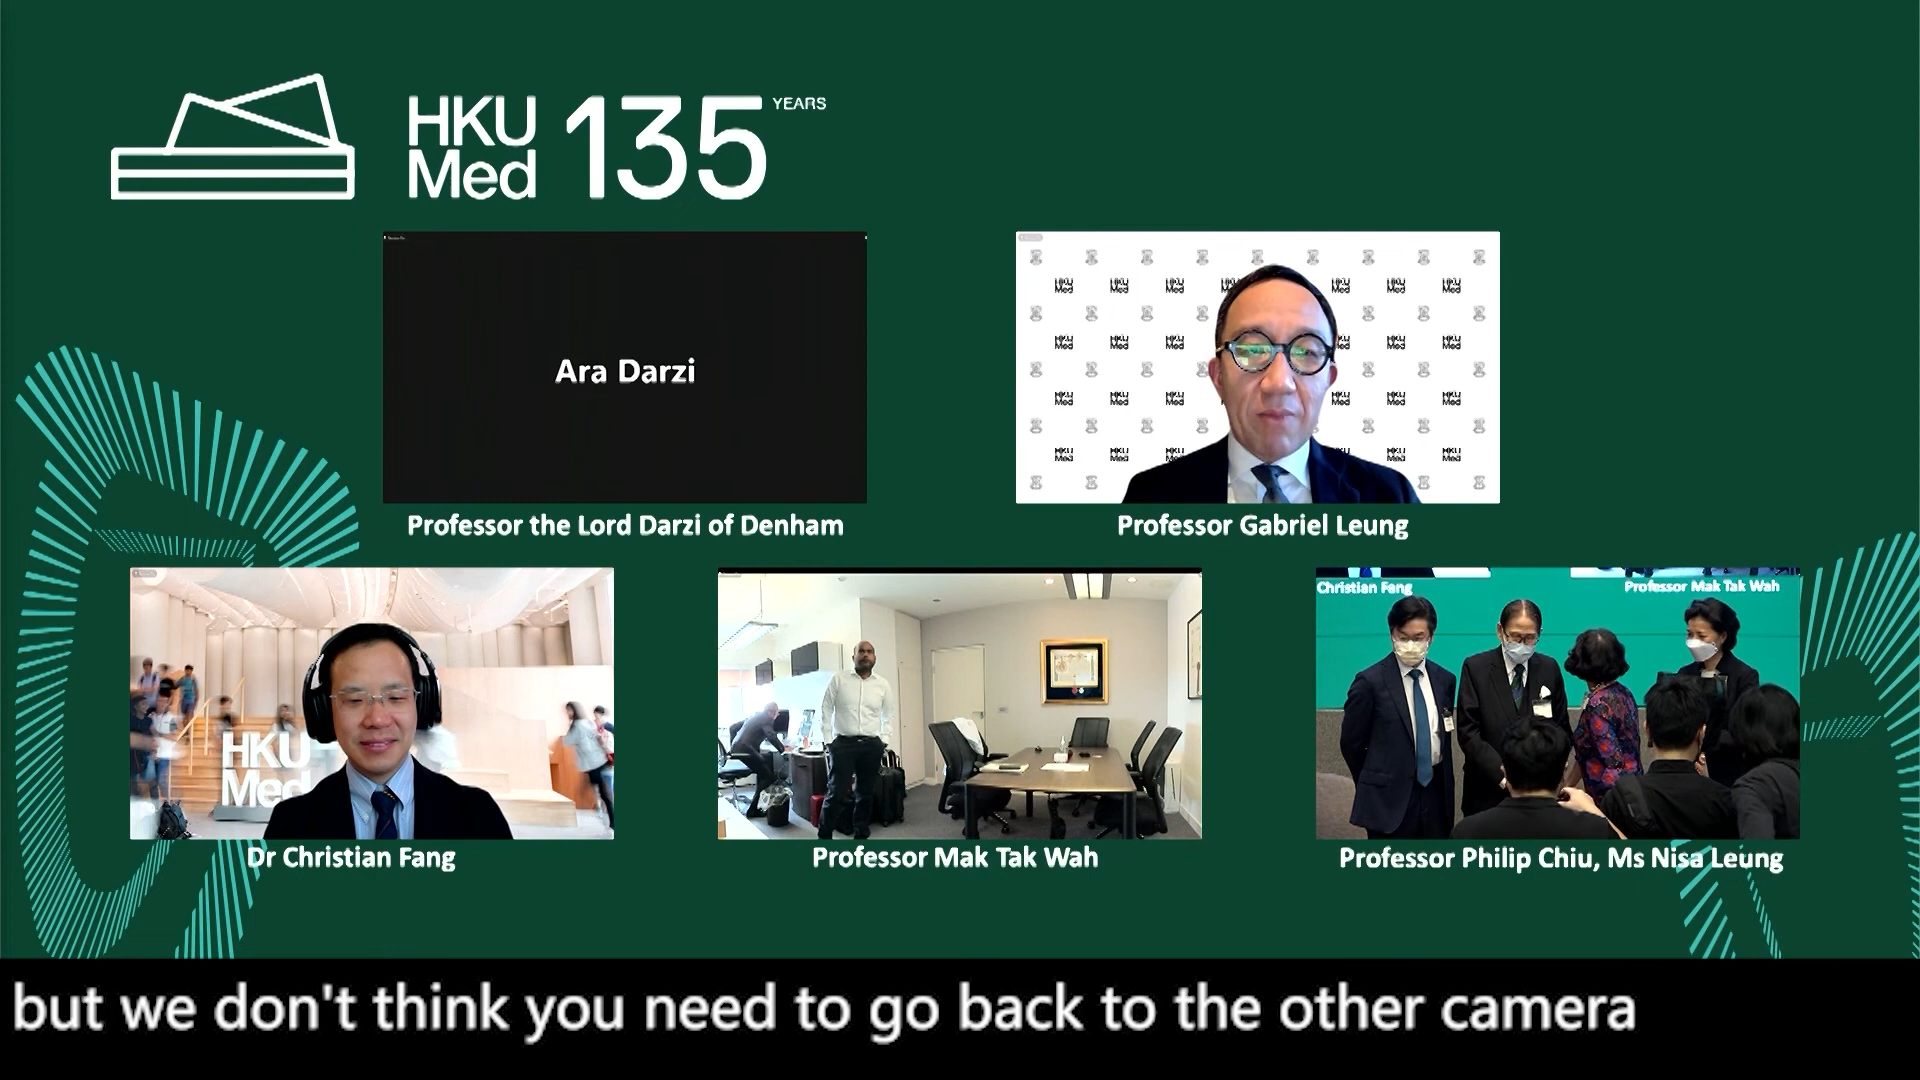 HKU
Med
135
YEARS
Ara Darzi
Professor the Lord Darzi of Denham
Professor Gabriel Leung
HKU
Med
Christian Fang
Professor Mak Tak Wah
Dr Christian Fang
Professor Mak Tak Wah
Professor Philip Chiu, Ms Nisa Leung
but we don't think you need to go back to the other camera